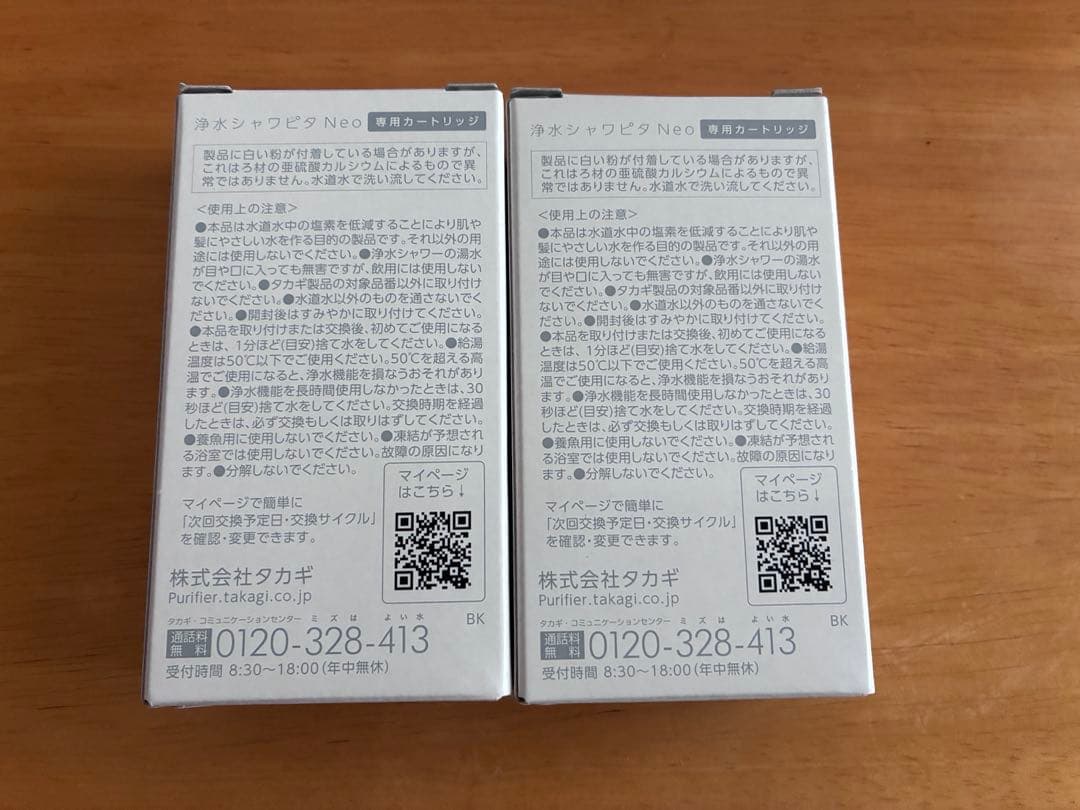 浄水シャワピタ Neo 専用カートリッジ
製品に白い粉が付着している場合がありますが、
これはろ材の亜硫酸カルシウムによるもので異
常ではありません。水道水で洗い流してください。
<使用上の注意>
●本品は水道水中の塩素を低減することにより肌や
髪にやさしい水を作る目的の製品です。それ以外の用
途には使用しないでください。●浄水シャワーの湯水
が目や口に入っても無害ですが、飲用には使用しない
でください。●タカギ製品の対象品番以外に取り付け
ないでください。●水道水以外のものを通さないでく
ださい。●開封後はすみやかに取り付けてください。
●本品を取り付けまたは交換後、初めてご使用になる
ときは、1分ほど(目安)捨て水をしてください。●給湯
温度は50℃以下でご使用ください。50℃を超える高
温でご使用になると、浄水機能を損なうおそれがあり
ます。●浄水機能を長時間使用しなかったときは、30
秒ほど(目安)捨て水をしてください。交換時期を経過
したときは、必ず交換もしくは取りはずしてください。
●養魚用に使用しないでください。●凍結が予想され
る浴室では使用しないでください。故障の原因になり
ます。●分解しないでください。
マイページ
はこちら↓
マイページで簡単に
「次回交換予定日・交換サイクル」
を確認・変更できます。
株式会社タカギ
Purifier.takagi.co.jp
BK
タカギ・コミュニケーションセンター ミズは よい水
通話料
無料 0120-328-413
受付時間 8:30~18:00(年中無休)
浄水シャワピタ Neo 専用カートリッジ
製品に白い粉が付着している場合がありますが、
これはろ材の亜硫酸カルシウムによるもので異
常ではありません。水道水で洗い流してください。
<使用上の注意>
●本品は水道水中の塩素を低減することにより肌や
髪にやさしい水を作る目的の製品です。それ以外の用
途には使用しないでください。●浄水シャワーの湯水
が目や口に入っても無害ですが、飲用には使用しない
でください。●タカギ製品の対象品番以外に取り付け
ないでください。●水道水以外のものを通さないでく
ださい。●開封後はすみやかに取り付けてください。
●本品を取り付けまたは交換後、初めてご使用になる
ときは、1分ほど(目安)捨て水をしてください。●給湯
温度は50℃以下でご使用ください。50℃を超える高
温でご使用になると、浄水機能を損なうおそれがあり
ます。●浄水機能を長時間使用しなかったときは、30
秒ほど(目安)捨て水をしてください。交換時期を経過
したときは、必ず交換もしくは取りはずしてください。
●養魚用に使用しないでください。●凍結が予想され
る浴室では使用しないでください。故障の原因になり
ます。●分解しないでください。
マイページ
はこちら↓
マイページで簡単に
「次回交換予定日・交換サイクル」
を確認・変更できます。
株式会社タカギ
Purifier.takagi.co.jp
BK
タカギ・コミュニケーションセンター ミズは よい水
通話料
無料 0120-328-413
受付時間 8:30~18:00(年中無休)